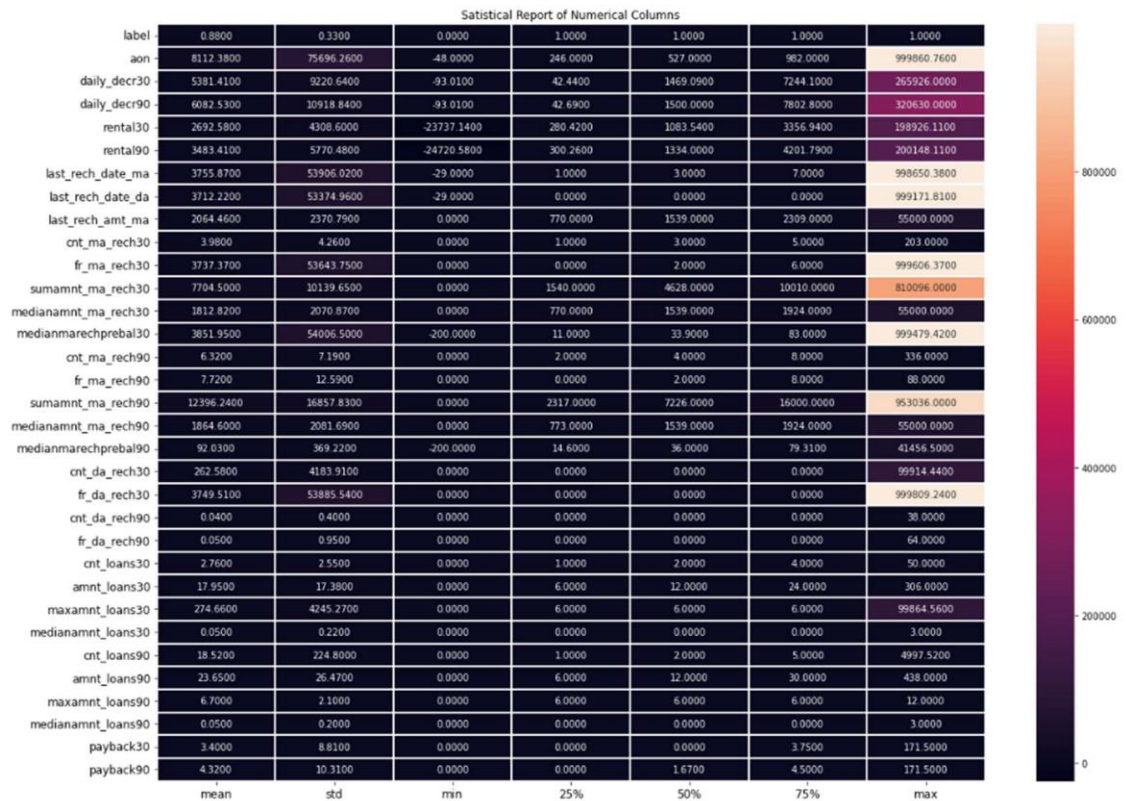 Satistical Report of Numerical Columns
label 0.8800 0.3300 0.0000 1.0000 1.0000 1.0000 1.0000
aon 8112.3800 75696.2600 -48.0000 246.0000 527.0000 982.0000 999860.7600
daily_decr30 5381.4100 9220.6400 -93.0100 42.4400 1469.0900 7244.1000 265926.0000
daily_decr90 6082.5300 10918.8400 -93.0100 42.6900 1500.0000 7802.8000 320630.0000
rental30 2692.5800 4308.6000 -23737.1400 280.4200 1083.5400 3356.9400 198926.1100
rental90 3483.4100 5770.4800 -24720.5800 300.2600 1334.0000 4201.7900 200148.1100
last_rech_date_ma 3755.8700 53906.0200 -29.0000 1.0000 3.0000 7.0000 998650.3800
last_rech_date_da 3712.2200 53374.9600 -29.0000 0.0000 0.0000 0.0000 999171.8100
last_rech_amt_ma 2064.4600 2370.7900 0.0000 770.0000 1539.0000 2309.0000 55000.0000
cnt_ma_rech30 3.9800 4.2600 0.0000 1.0000 3.0000 5.0000 203.0000
fr_ma_rech30 3737.3700 53643.7500 0.0000 0.0000 2.0000 6.0000 999606.3700
sumamnt_ma_rech30 7704.5000 10139.6500 0.0000 1540.0000 4628.0000 10010.0000 810096.0000
medianamnt_ma_rech30 1812.8200 2070.8700 0.0000 770.0000 1539.0000 1924.0000 55000.0000
medianmarechprebal30 3851.9500 54006.5000 -200.0000 11.0000 33.9000 83.0000 999479.4200
cnt_ma_rech90 6.3200 7.1900 0.0000 2.0000 4.0000 8.0000 336.0000
fr_ma_rech90 7.7200 12.5900 0.0000 0.0000 2.0000 8.0000 88.0000
sumamnt_ma_rech90 12396.2400 16857.8300 0.0000 2317.0000 7226.0000 16000.0000 953036.0000
medianamnt_ma_rech90 1864.6000 2081.6900 0.0000 773.0000 1539.0000 1924.0000 55000.0000
medianmarechprebal90 92.0300 369.2200 -200.0000 14.6000 36.0000 79.3100 41456.5000
cnt_da_rech30 262.5800 4183.9100 0.0000 0.0000 0.0000 0.0000 99914.4400
fr_da_rech30 3749.5100 53885.5400 0.0000 0.0000 0.0000 0.0000 999809.2400
cnt_da_rech90 0.0400 0.4000 0.0000 0.0000 0.0000 0.0000 38.0000
fr_da_rech90 0.0500 0.9500 0.0000 0.0000 0.0000 0.0000 64.0000
cnt_loans30 2.7600 2.5500 0.0000 1.0000 2.0000 4.0000 50.0000
amnt_loans30 17.9500 17.3800 0.0000 6.0000 12.0000 24.0000 306.0000
maxamnt_loans30 274.6600 4245.2700 0.0000 6.0000 6.0000 6.0000 99864.5600
medianamnt_loans30 0.0500 0.2200 0.0000 0.0000 0.0000 0.0000 3.0000
cnt_loans90 18.5200 224.8000 0.0000 1.0000 2.0000 5.0000 4997.5200
amnt_loans90 23.6500 26.4700 0.0000 6.0000 12.0000 30.0000 438.0000
maxamnt_loans90 6.7000 2.1000 0.0000 6.0000 6.0000 6.0000 12.0000
medianamnt_loans90 0.0500 0.2000 0.0000 0.0000 0.0000 0.0000 3.0000
payback30 3.4000 8.8100 0.0000 0.0000 0.0000 3.7500 171.5000
payback90 4.3200 10.3100 0.0000 0.0000 1.6700 4.5000 171.5000
mean std min 25% 50% 75% max
800000
600000
400000
200000
0